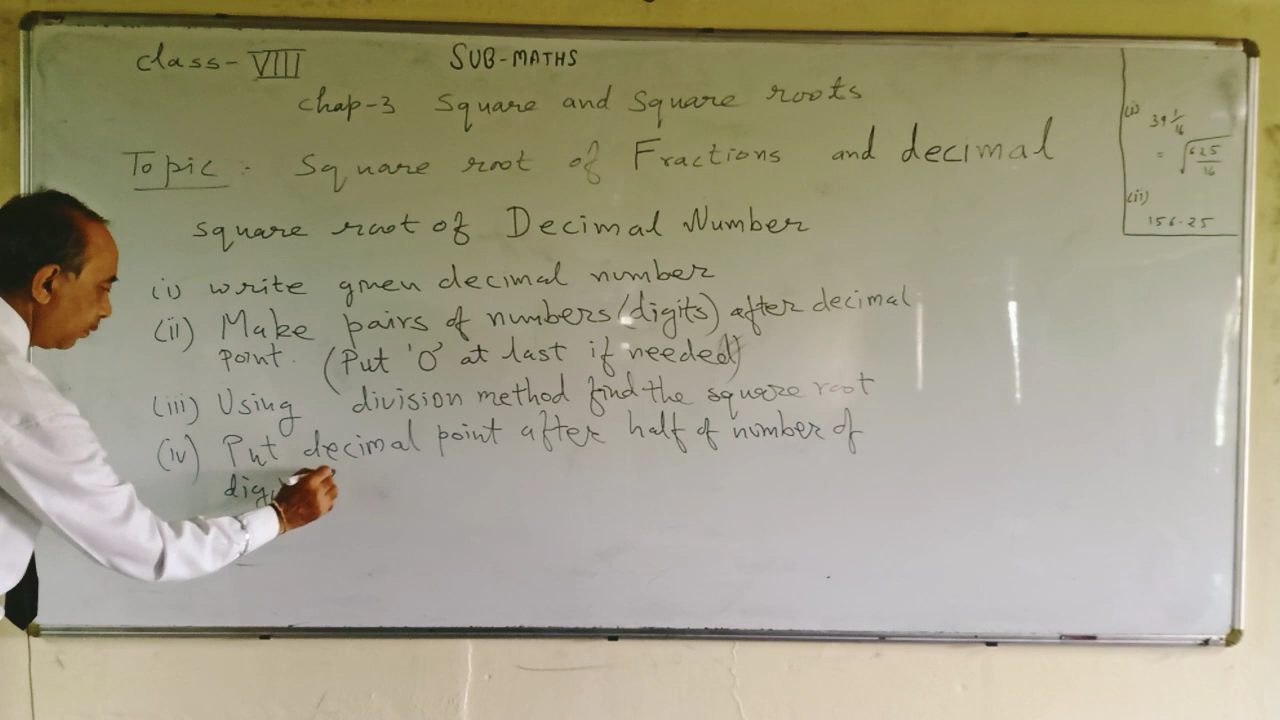 Class-VIII SUB-MATHS
Chap-3 Square and Square roots
Topic: Square root of Fractions and decimal
square root of Decimal Number
(i) write given decimal number
(ii) Make pairs of numbers (digits) after decimal
point. (Put 'O' at last if needed)
(iii) Using division method find the square root
(iv) Put decimal point after half of number of
dig
(i)
39 1/16
= √625/16
(ii)
156.25